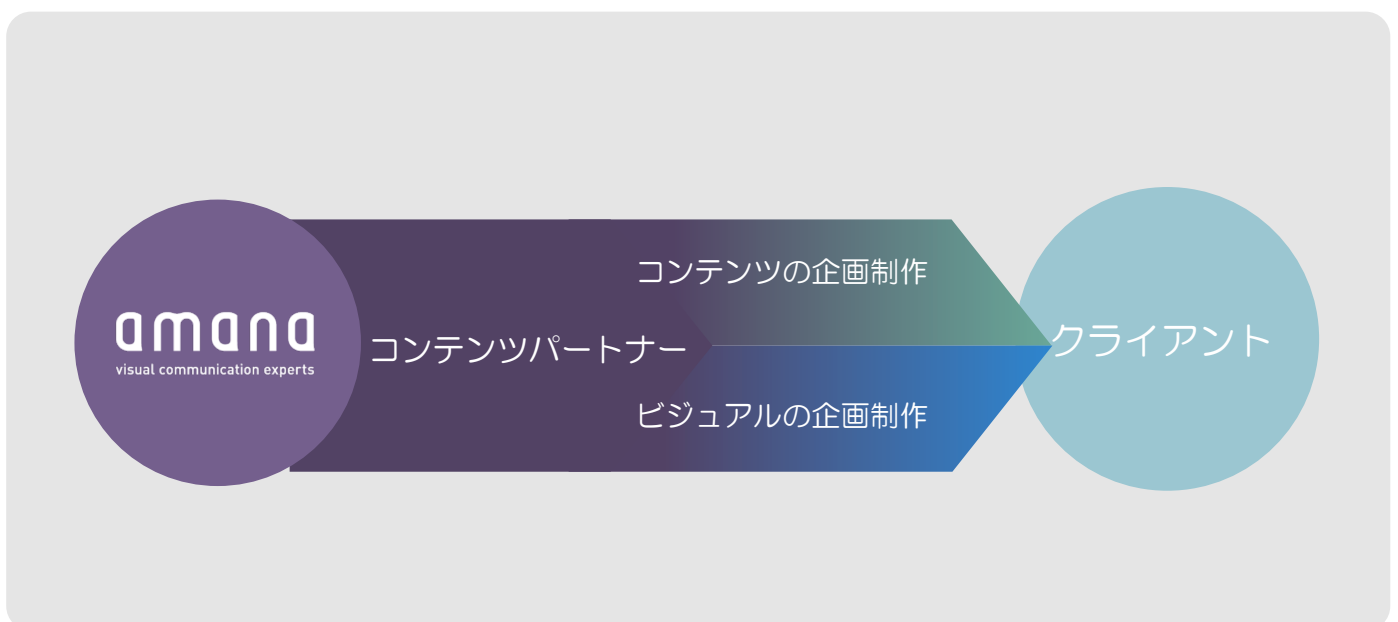 amana
visual communication experts
コンテンツパートナー
コンテンツの企画制作
ビジュアルの企画制作
クライアント